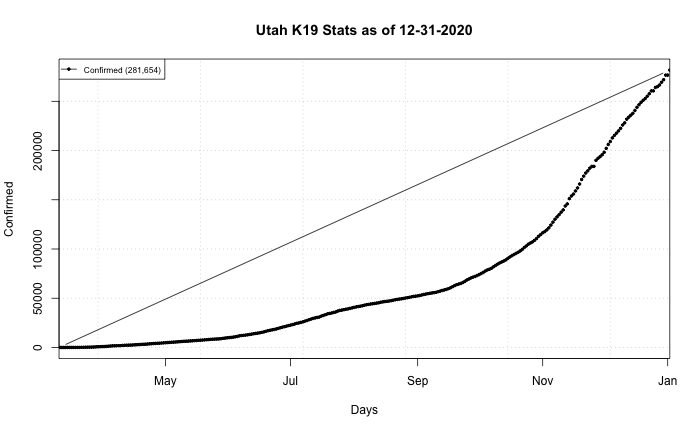 Utah K19 Stats as of 12-31-2020
Confirmed (281,654)
Confirmed
200000
100000
50000
0
May Jul Sep Nov Jan
Days